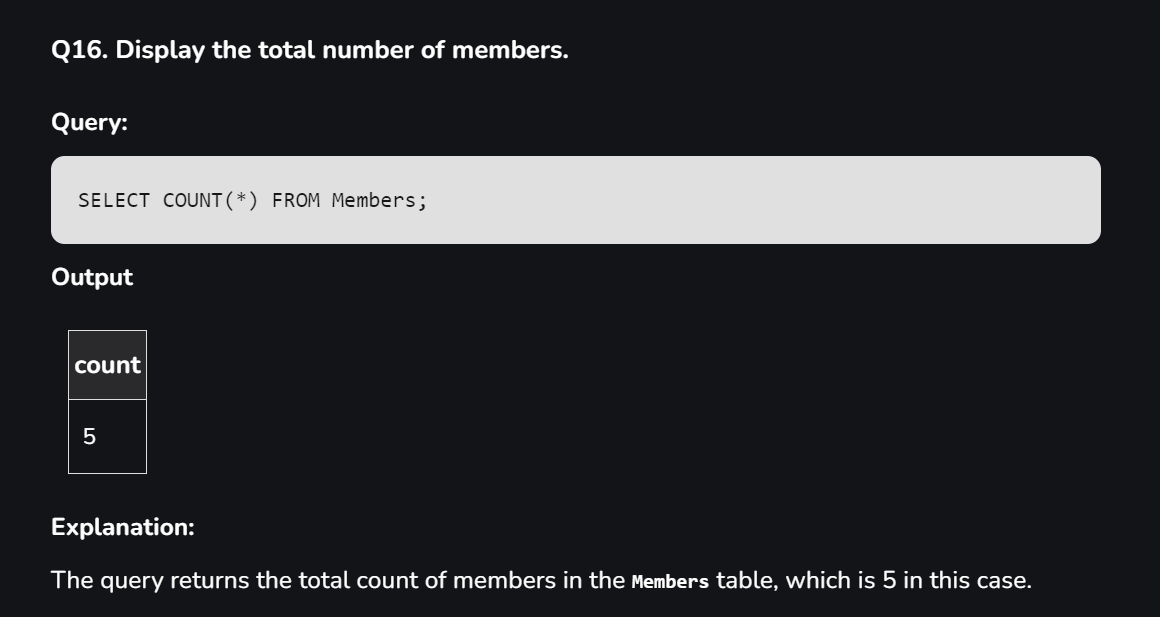 Q16. Display the total number of members.
Query:
SELECT COUNT(*) FROM Members;
Output
count
5
Explanation:
The query returns the total count of members in the Members table, which is 5 in this case.